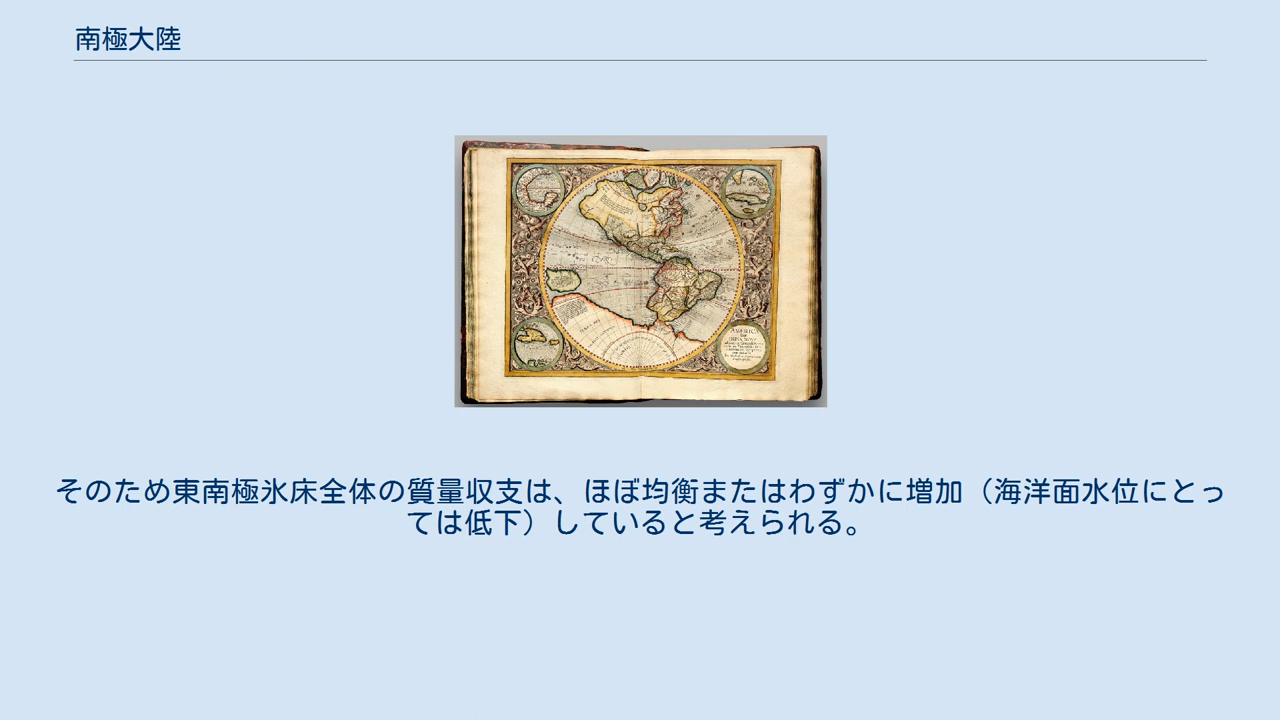 南極大陸
そのため東南極氷床全体の質量収支は、ほぼ均衡またはわずかに増加（海洋面水位にとっ
ては低下）していると考えられる。